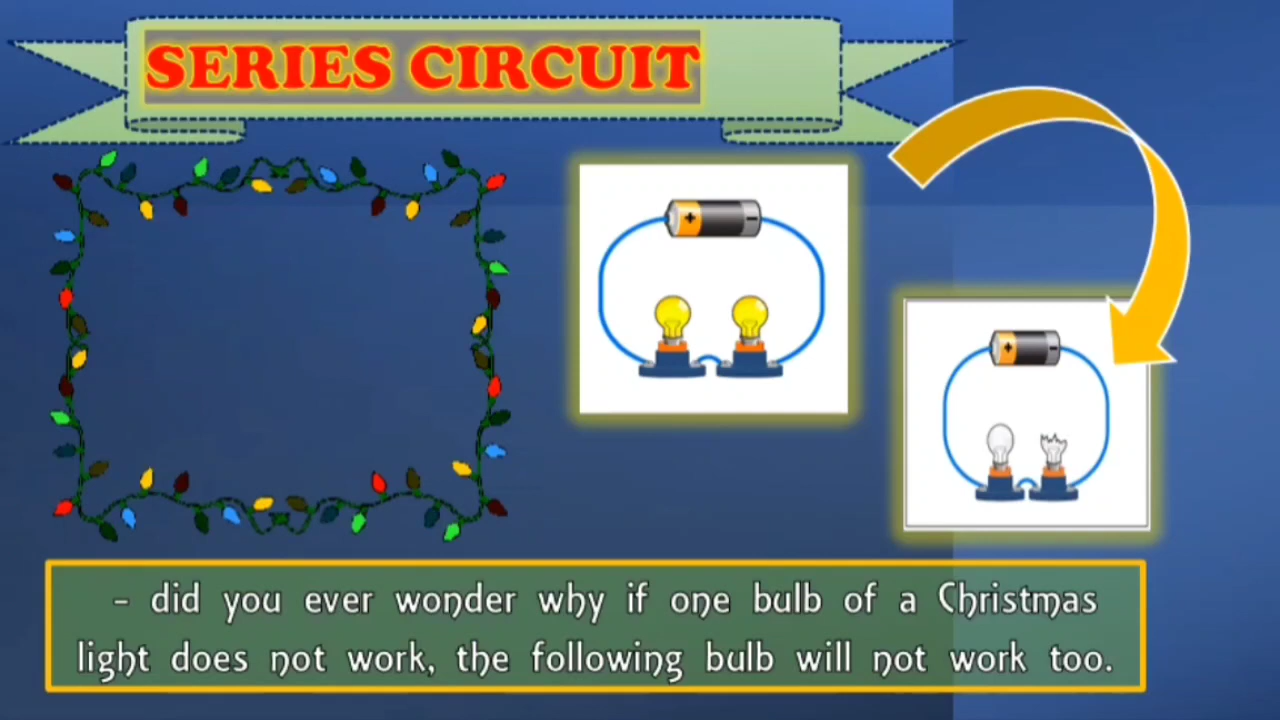 SERIES CIRCUIT
+ -
+ -
- did you ever wonder why if one bulb of a Christmas
light does not work, the following bulb will not work too.